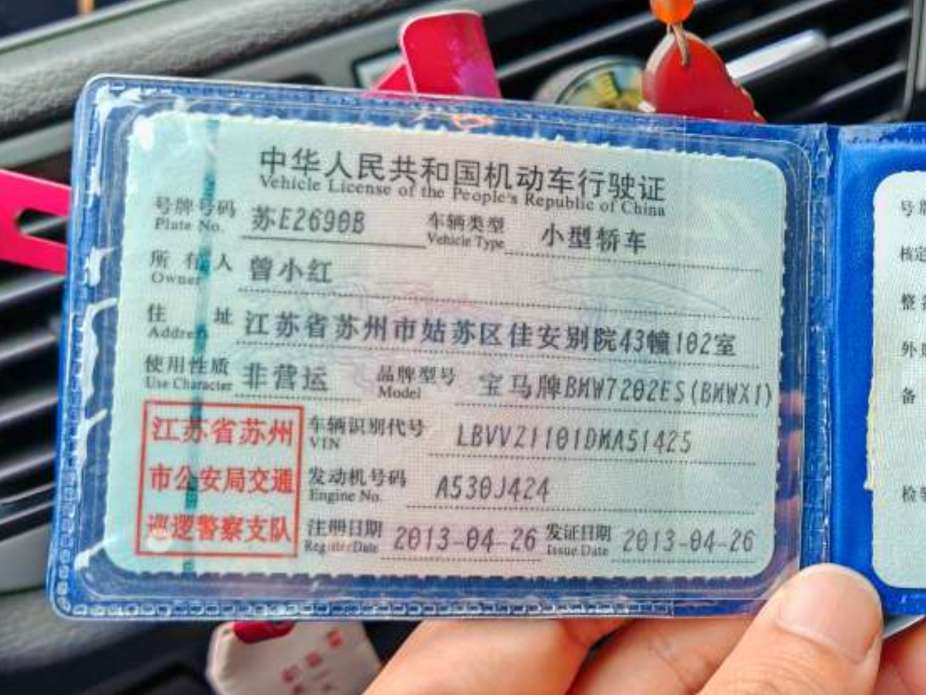 中华人民共和国机动车行驶证
Vehicle License of the People's Republic of China
号牌号码 苏E2690B 车辆类型 小型轿车
Plate No. Vehicle Type
所有人 曾小红
Owner
住址 江苏省苏州市姑苏区佳安别院43幢102室
Address
使用性质 非营运 品牌型号 宝马牌BMW7202ES(BMWX1)
Use Character Model
江苏省苏州 车辆识别代号 LBVVZ1101DMA51425
VIN
市公安局交通 发动机号码 A530J424
Engine No.
巡逻警察支队 注册日期 2013-04-26 发证日期 2013-04-26
Register Date Issue Date
号牌
核定
整备
外廓
备
检验